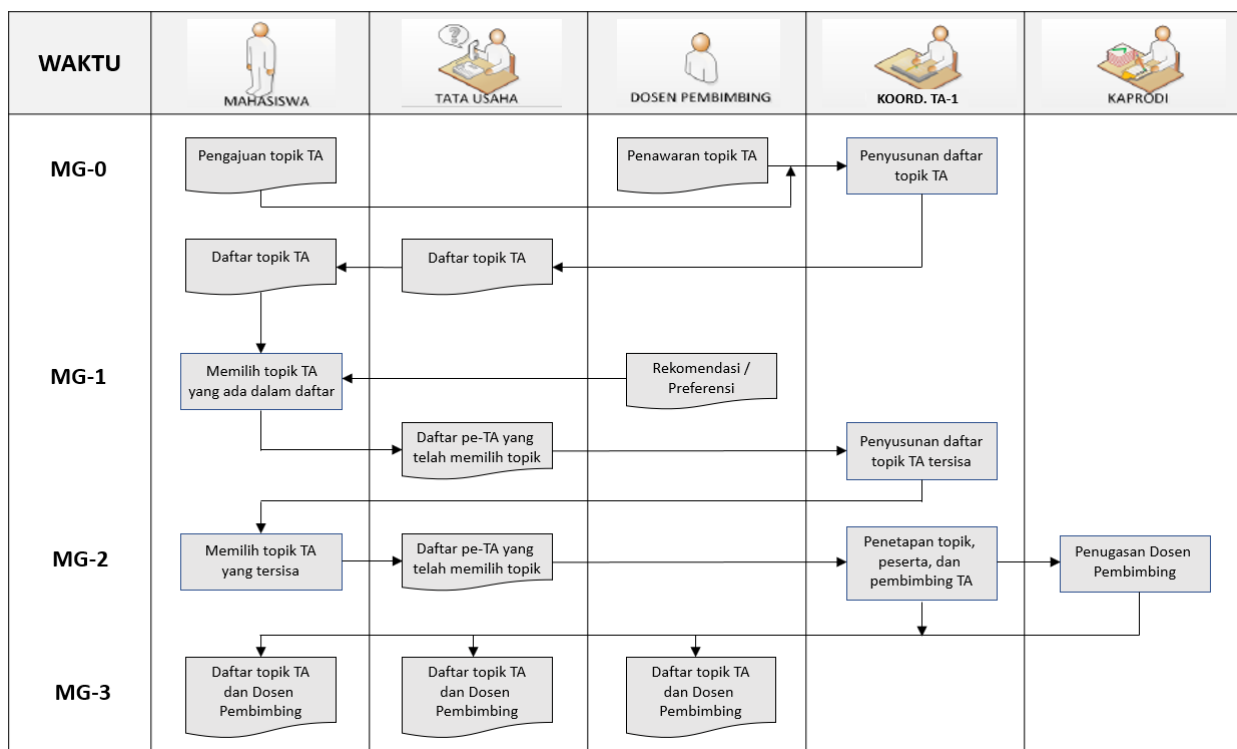 WAKTU
MAHASISWA
TATA USAHA
DOSEN PEMBIMBING
KOORD. TA-1
KAPRODI
MG-0
Pengajuan topik TA
Penawaran topik TA
Penyusunan daftar
topik TA
Daftar topik TA
Daftar topik TA
MG-1
Memilih topik TA
yang ada dalam daftar
Rekomendasi /
Preferensi
Daftar pe-TA yang
telah memilih topik
Penyusunan daftar
topik TA tersisa
MG-2
Memilih topik TA
yang tersisa
Daftar pe-TA yang
telah memilih topik
Penetapan topik,
peserta, dan
pembimbing TA
Penugasan Dosen
Pembimbing
MG-3
Daftar topik TA
dan Dosen
Pembimbing
Daftar topik TA
dan Dosen
Pembimbing
Daftar topik TA
dan Dosen
Pembimbing